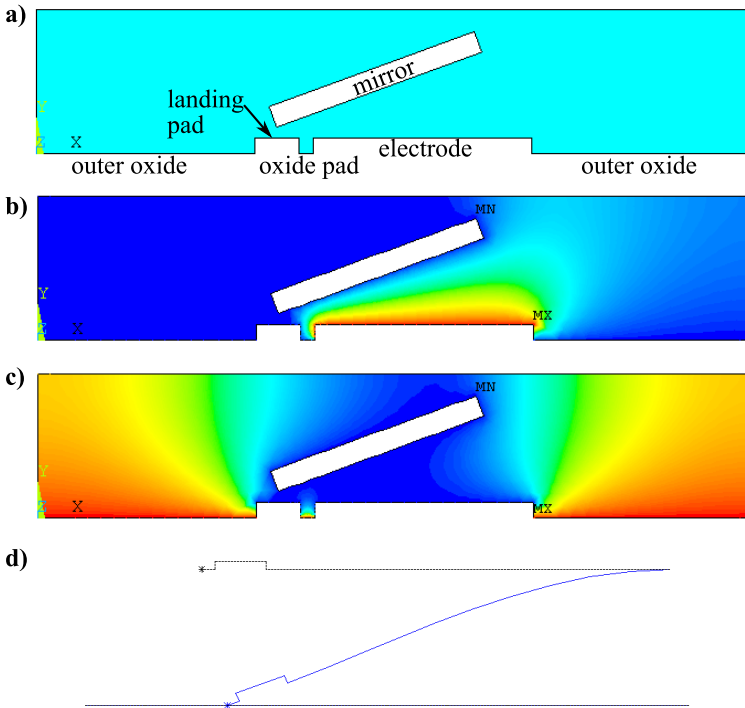 a)
mirror
landing
pad
Y
Z X
electrode
outer oxide oxide pad outer oxide
b)
MN
Y
MX
Z X
c)
MN
Y
X
Z MX
d)